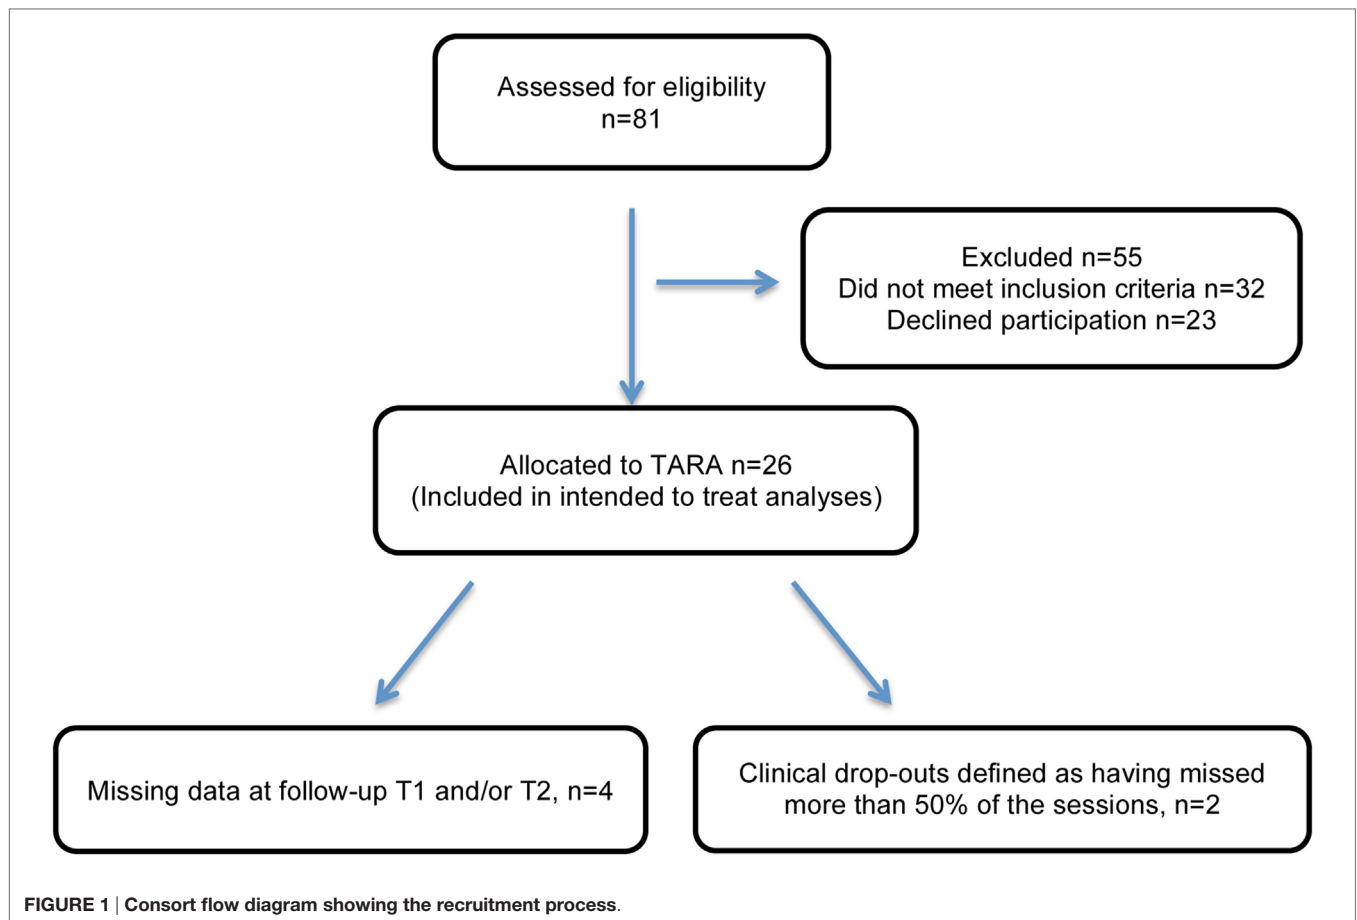 Assessed for eligibility
n=81
Excluded n=55
Did not meet inclusion criteria n=32
Declined participation n=23
Allocated to TARA n=26
(Included in intended to treat analyses)
Missing data at follow-up T1 and/or T2, n=4
Clinical drop-outs defined as having missed
more than 50% of the sessions, n=2
FIGURE 1 | Consort flow diagram showing the recruitment process.